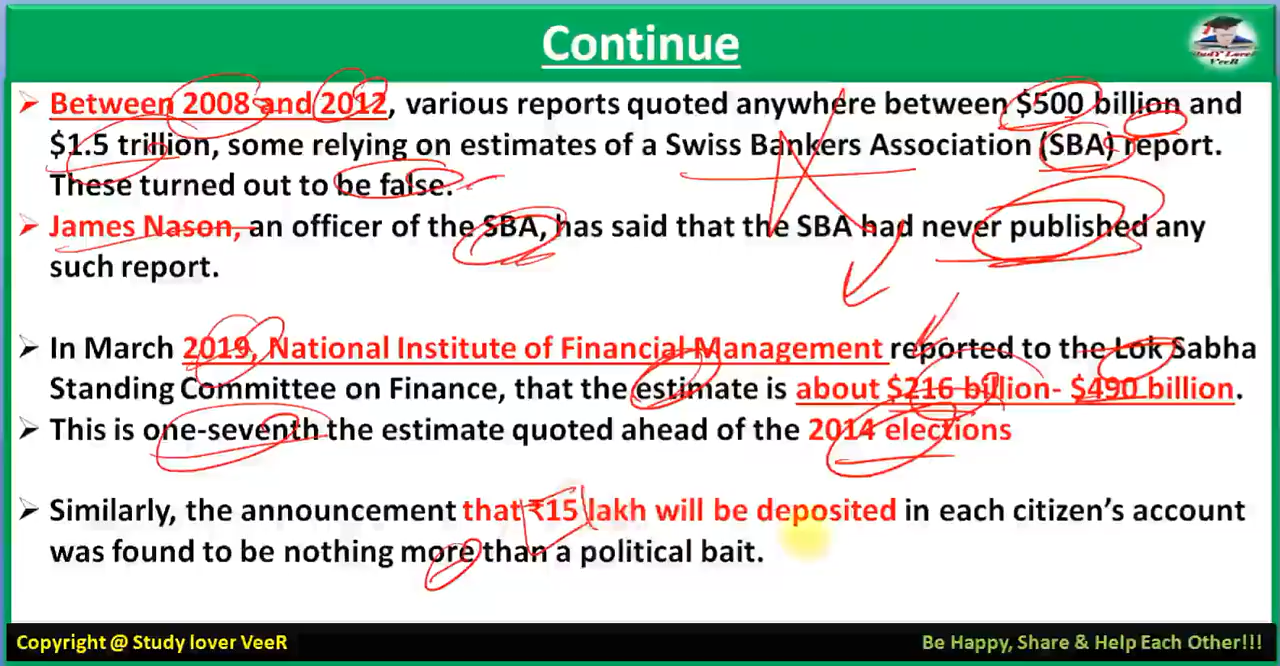 Continue
StudY Lover
VeeR
➢ Between 2008 and 2012, various reports quoted anywhere between $500 billion and
$1.5 trillion, some relying on estimates of a Swiss Bankers Association (SBA) report.
These turned out to be false.
➢ James Nason, an officer of the SBA, has said that the SBA had never published any
such report.
➢ In March 2019, National Institute of Financial Management reported to the Lok Sabha
Standing Committee on Finance, that the estimate is about $216 billion- $490 billion.
➢ This is one-seventh the estimate quoted ahead of the 2014 elections
➢ Similarly, the announcement that ₹15 lakh will be deposited in each citizen's account
was found to be nothing more than a political bait.
Copyright @ Study lover VeeR
Be Happy, Share & Help Each Other!!!